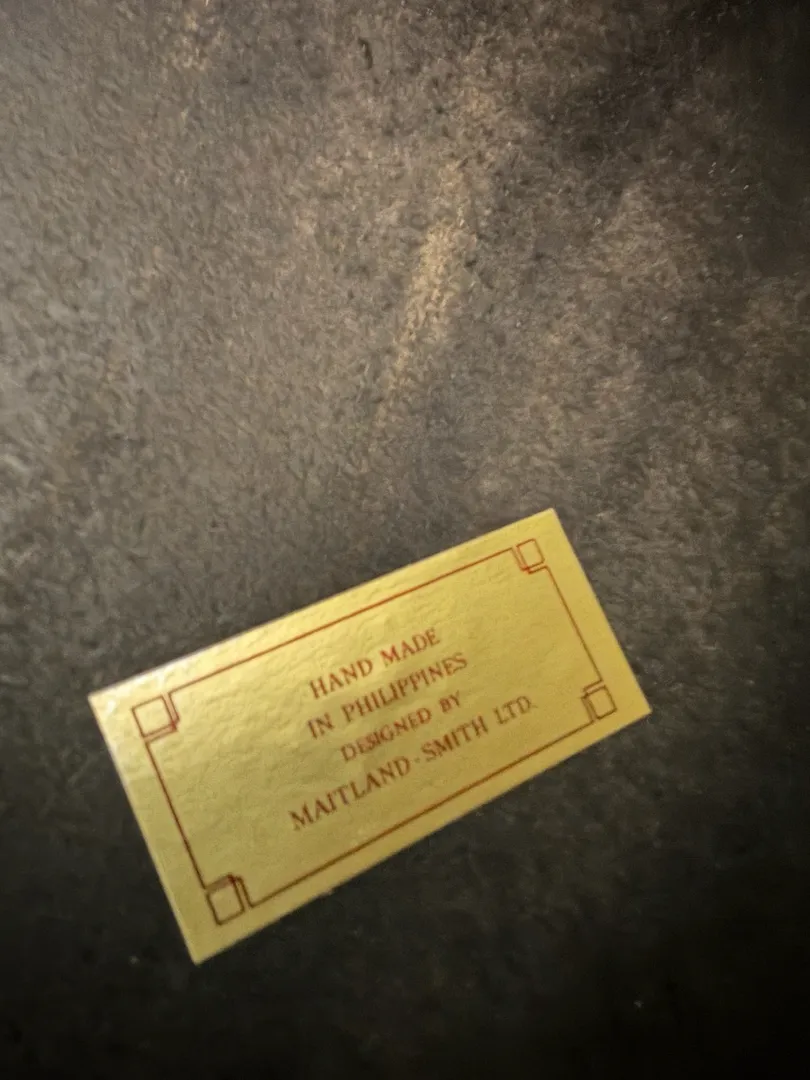 HAND MADE
IN PHILIPPINES
DESIGNED BY
MAITLAND-SMITH LTD.